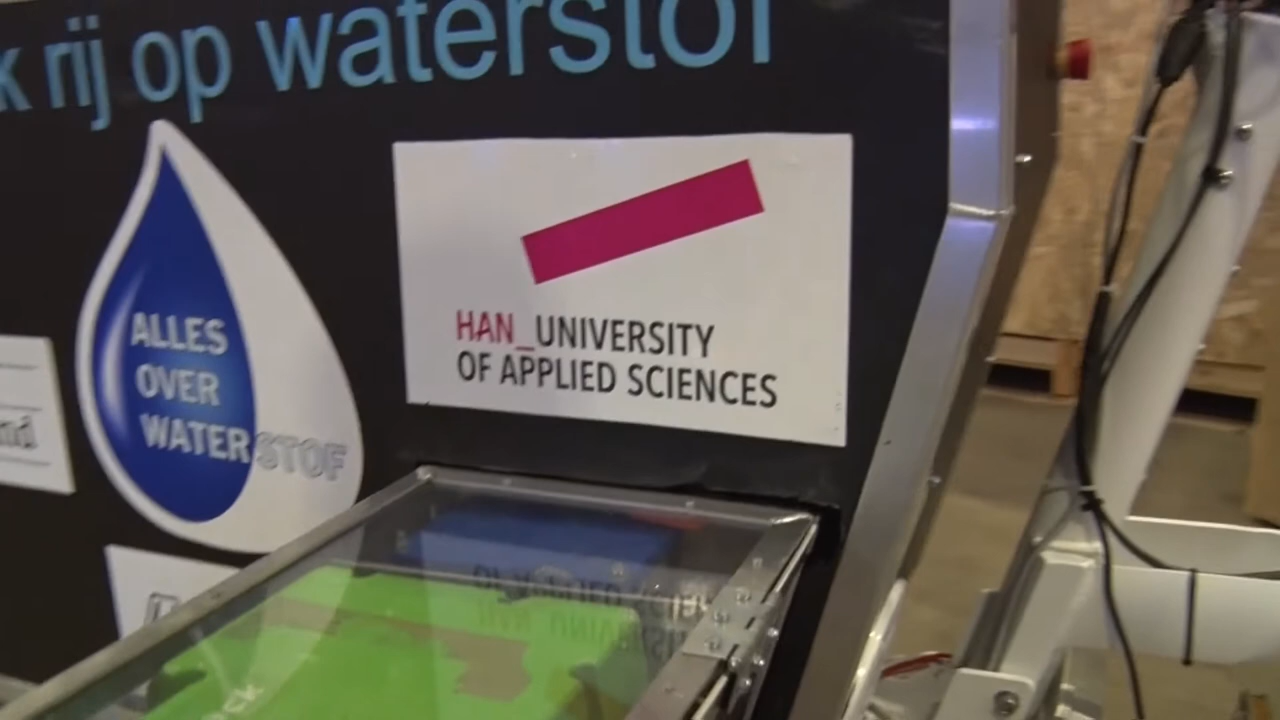 k rij op waterstof
ALLES
OVER
WATERSTOF
HAN_UNIVERSITY
OF APPLIED SCIENCES